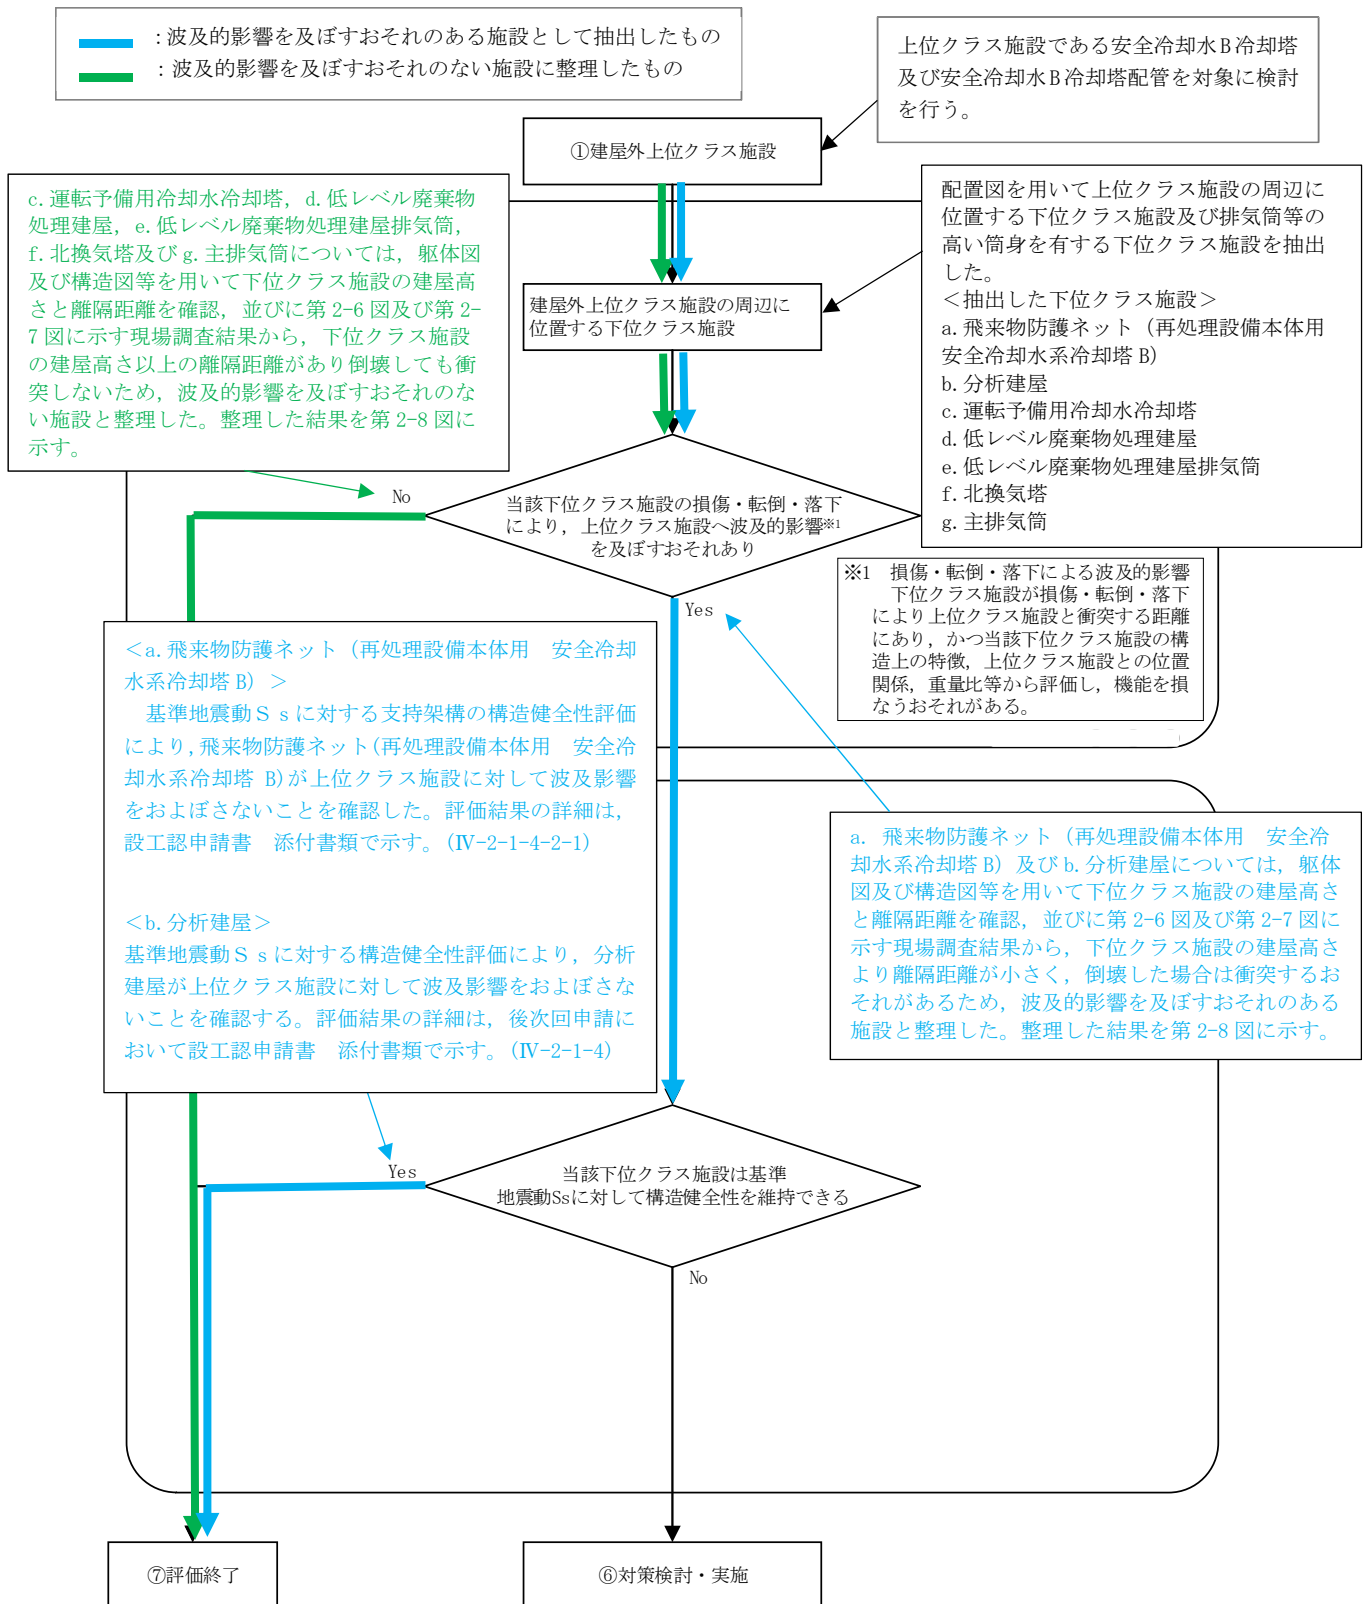 ：波及的影響を及ぼすおそれのある施設として抽出したもの
：波及的影響を及ぼすおそれのない施設に整理したもの
上位クラス施設である安全冷却水B冷却塔
及び安全冷却水B冷却塔配管を対象に検討
を行う。
①建屋外上位クラス施設
c.運転予備用冷却水冷却塔，d.低レベル廃棄物
処理建屋，e.低レベル廃棄物処理建屋排気筒，
f.北換気塔及びg.主排気筒については，躯体図
及び構造図等を用いて下位クラス施設の建屋高
さと離隔距離を確認，並びに第2-6図及び第2-
7図に示す現場調査結果から，下位クラス施設
の建屋高さ以上の離隔距離があり倒壊しても衝
突しないため，波及的影響を及ぼすおそれのな
い施設と整理した。整理した結果を第2-8図に
示す。
配置図を用いて上位クラス施設の周辺に
位置する下位クラス施設及び排気筒等の
高い筒身を有する下位クラス施設を抽出
した。
＜抽出した下位クラス施設＞
a.飛来物防護ネット（再処理設備本体用
安全冷却水系冷却塔B）
b.分析建屋
c.運転予備用冷却水冷却塔
d.低レベル廃棄物処理建屋
e.低レベル廃棄物処理建屋排気筒
f.北換気塔
g.主排気筒
建屋外上位クラス施設の周辺に
位置する下位クラス施設
No
当該下位クラス施設の損傷・転倒・落下
により，上位クラス施設へ波及的影響※1
を及ぼすおそれあり
Yes
※1　損傷・転倒・落下による波及的影響
下位クラス施設が損傷・転倒・落下
により上位クラス施設と衝突する距離
にあり，かつ当該下位クラス施設の構
造上の特徴，上位クラス施設との位置
関係，重量比等から評価し，機能を損
なうおそれがある。
＜a.飛来物防護ネット（再処理設備本体用　安全冷却
水系冷却塔B）＞
基準地震動Ｓｓに対する支持架構の構造健全性評価
により,飛来物防護ネット(再処理設備本体用　安全冷
却水系冷却塔 B)が上位クラス施設に対して波及影響
をおよぼさないことを確認した。評価結果の詳細は，
設工認申請書　添付書類で示す。(Ⅳ-2-1-4-2-1)
＜b.分析建屋＞
基準地震動Ｓｓに対する構造健全性評価により，分析
建屋が上位クラス施設に対して波及影響をおよぼさな
いことを確認する。評価結果の詳細は，後次回申請に
おいて設工認申請書　添付書類で示す。(Ⅳ-2-1-4)
a. 飛来物防護ネット（再処理設備本体用　安全冷
却水系冷却塔B）及びb.分析建屋については，躯体
図及び構造図等を用いて下位クラス施設の建屋高さ
と離隔距離を確認，並びに第2-6図及び第2-7図に
示す現場調査結果から，下位クラス施設の建屋高さ
より離隔距離が小さく，倒壊した場合は衝突するお
それがあるため，波及的影響を及ぼすおそれのある
施設と整理した。整理した結果を第2-8図に示す。
Yes
当該下位クラス施設は基準
地震動Ssに対して構造健全性を維持できる
No
⑦評価終了
⑥対策検討・実施